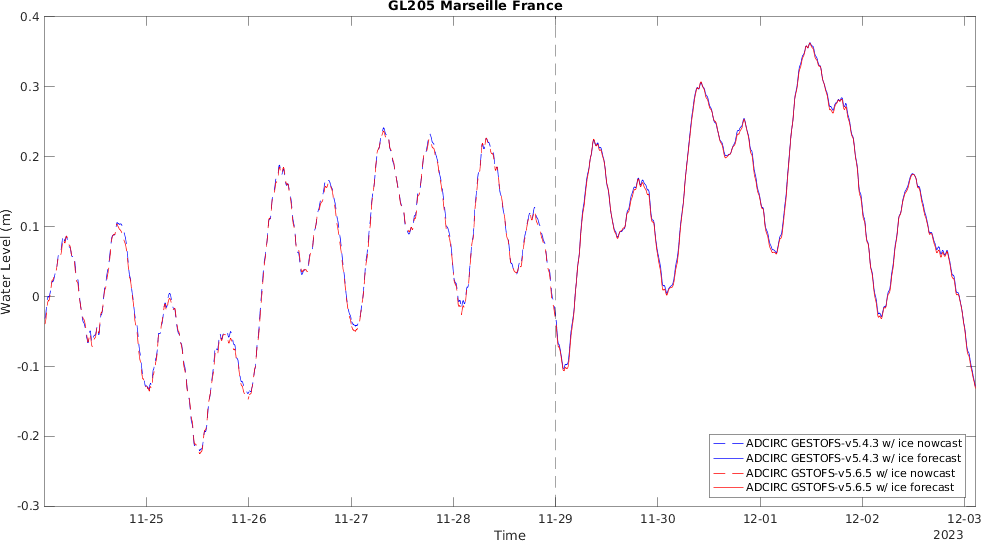 GL205 Marseille France
0.4
0.3
0.2
0.1
0
-0.1
-0.2
-0.3
Water Level (m)
ADCIRC GESTOFS-v5.4.3 w/ ice nowcast
ADCIRC GESTOFS-v5.4.3 w/ ice forecast
ADCIRC GSTOFS-v5.6.5 w/ ice nowcast
ADCIRC GSTOFS-v5.6.5 w/ ice forecast
11-25 11-26 11-27 11-28 11-29 11-30 12-01 12-02 12-03
Time 2023